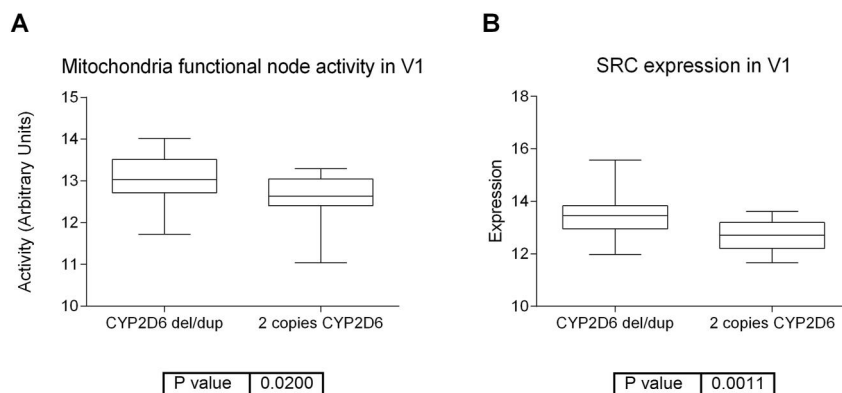 A
Mitochondria functional node activity in V1
Activity (Arbitrary Units)
15
14
13
12
11
10
CYP2D6 del/dup 2 copies CYP2D6
P value 0.0200
B
SRC expression in V1
Expression
18
16
14
12
10
CYP2D6 del/dup 2 copies CYP2D6
P value 0.0011